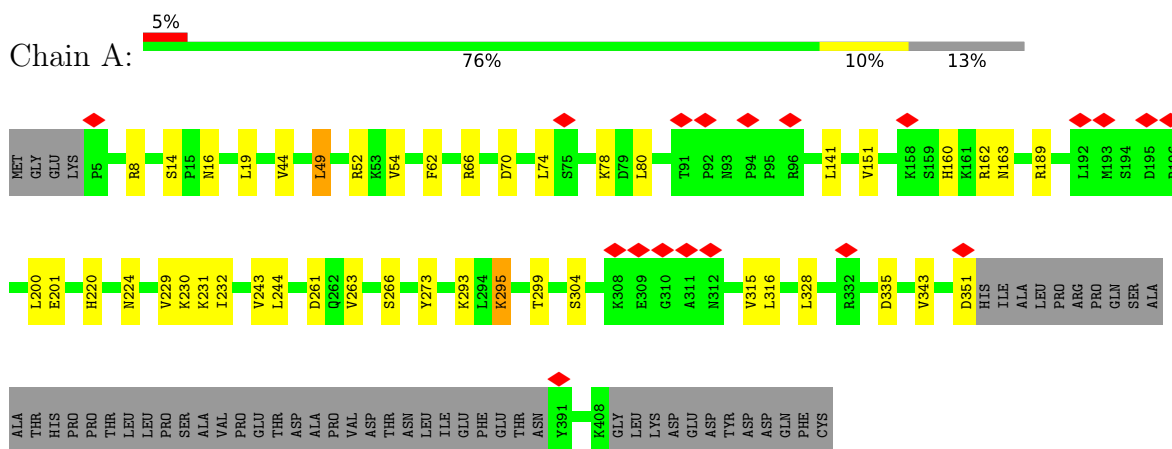 5%
Chain A:
76% 10% 13%
MET GLY GLU LYS P5 R8 S14 P15 N16 L19 V44 L49 R52 K53 V54 F62 R66 D70 L74 S75 K78 D79 L80 T91 P92 N93 P94 P95 R96 L141 V151 K158 S159 H160 K161 R162 N163 R189 L192 M193 S194 D195
L200 E201 H220 N224 V229 K230 K231 I232 V243 L244 D261 Q262 V263 S266 Y273 K293 L294 K295 T299 S304 K308 E309 G310 A311 N312 V315 L316 L328 R332 D335 V343 D351 HIS ILE ALA LEU PRO ARG PRO GLN SER ALA
ALA THR HIS PRO PRO THR LEU LEU PRO SER ALA VAL PRO GLU THR ASP ALA PRO VAL ASP THR ASN LEU ILE GLU PHE GLU THR ASN Y391 K408 GLY LEU LYS ASP GLU ASP TYR ASP ASP GLN PHE CYS